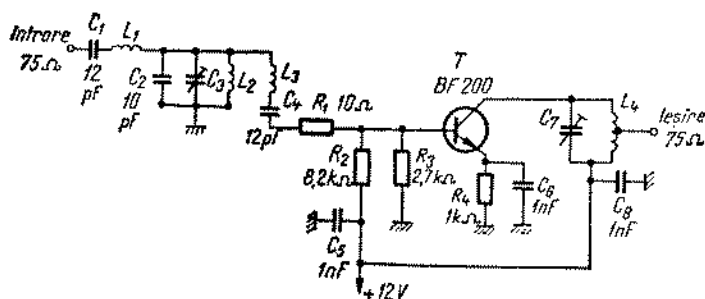 Intrare
75Ω
C1
12
pF
L1
C2
10
pF
C3
L2
L3
C4
12pF
R1 10Ω
R2
8,2kΩ
R3
2,7kΩ
T
BF 200
R4
1kΩ
C6
1nF
C7
L4
Iesire
75Ω
C8
1nF
C5
1nF
+12V